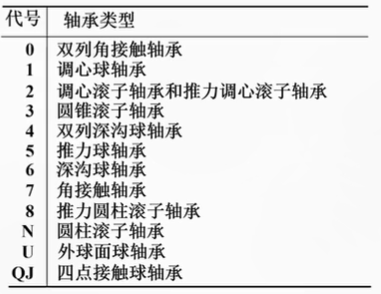 代号 轴承类型
0 双列角接触轴承
1 调心球轴承
2 调心滚子轴承和推力调心滚子轴承
3 圆锥滚子轴承
4 双列深沟球轴承
5 推力球轴承
6 深沟球轴承
7 角接触轴承
8 推力圆柱滚子轴承
N 圆柱滚子轴承
U 外球面球轴承
QJ 四点接触球轴承